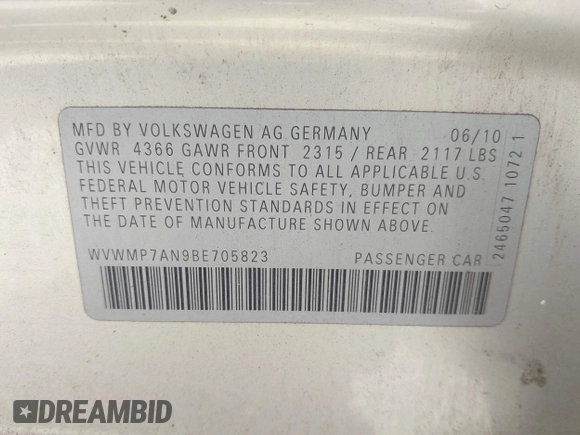 MFD BY VOLKSWAGEN AG GERMANY 06/10
GVWR 4366 GAWR FRONT 2315 / REAR 2117 LBS
THIS VEHICLE CONFORMS TO ALL APPLICABLE U.S.
FEDERAL MOTOR VEHICLE SAFETY, BUMPER AND
THEFT PREVENTION STANDARDS IN EFFECT ON
THE DATE OF MANUFACTURE SHOWN ABOVE.
WVWMP7AN9BE705823 PASSENGER CAR
2465047 1072 1
DREAMBID